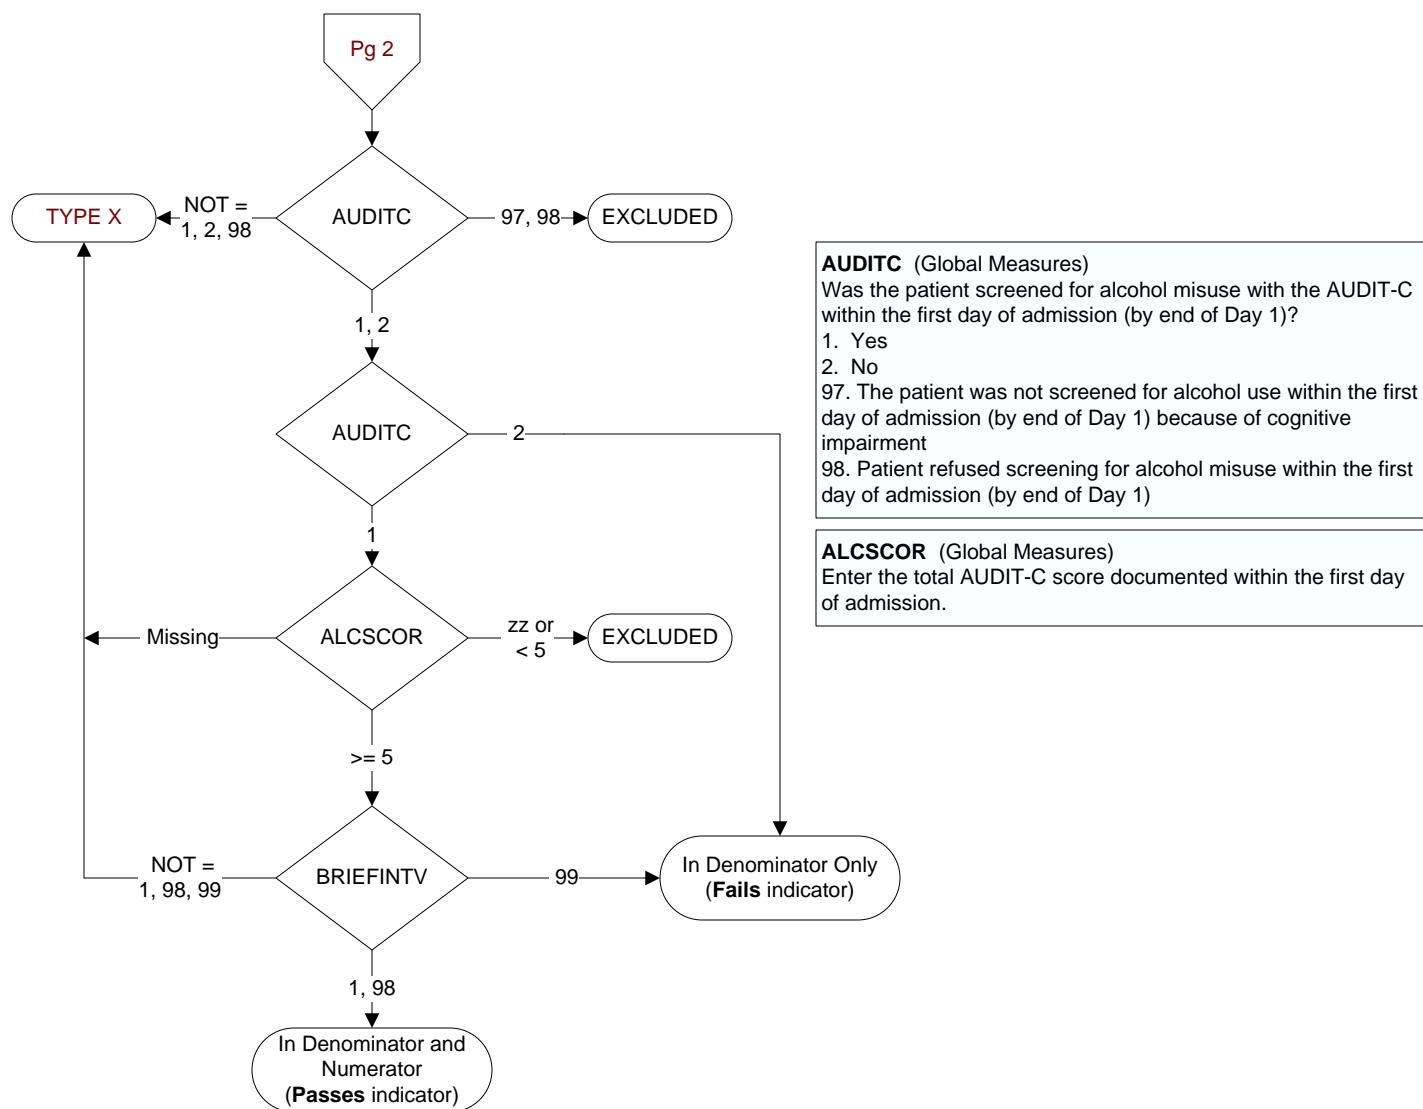 Pg 2
AUDITC
NOT =
1, 2, 98
TYPE X
97, 98
EXCLUDED
1, 2
AUDITC
2
1
ALCSCOR
Missing
zz or
< 5
EXCLUDED
>= 5
BRIEFINTV
NOT =
1, 98, 99
99
In Denominator Only
(Fails indicator)
1, 98
In Denominator and
Numerator
(Passes indicator)
AUDITC (Global Measures)
Was the patient screened for alcohol misuse with the AUDIT-C
within the first day of admission (by end of Day 1)?
1. Yes
2. No
97. The patient was not screened for alcohol use within the first
day of admission (by end of Day 1) because of cognitive
impairment
98. Patient refused screening for alcohol misuse within the first
day of admission (by end of Day 1)
ALCSCOR (Global Measures)
Enter the total AUDIT-C score documented within the first day
of admission.